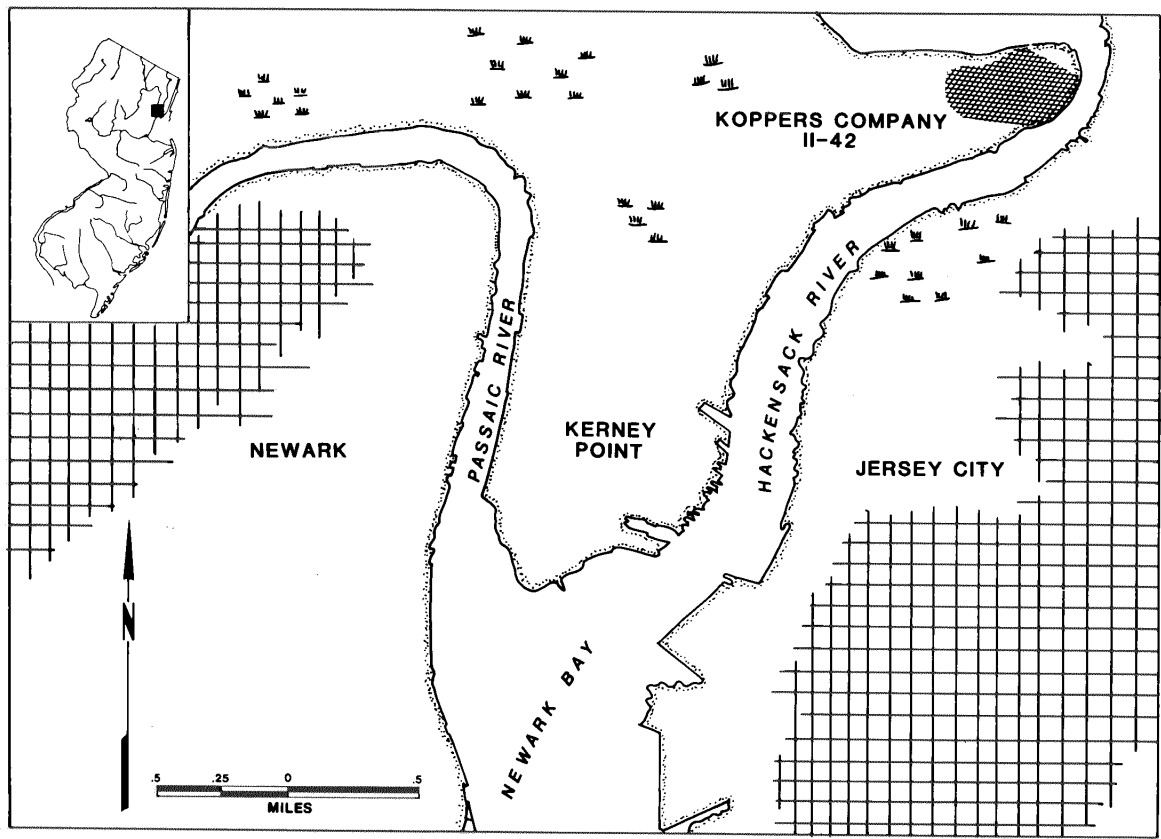 KOPPERS COMPANY
II-42
PASSAIC RIVER
HACKENSACK RIVER
KERNEY
POINT
NEWARK
JERSEY CITY
N
NEWARK BAY
.5 .25 0 .5
MILES